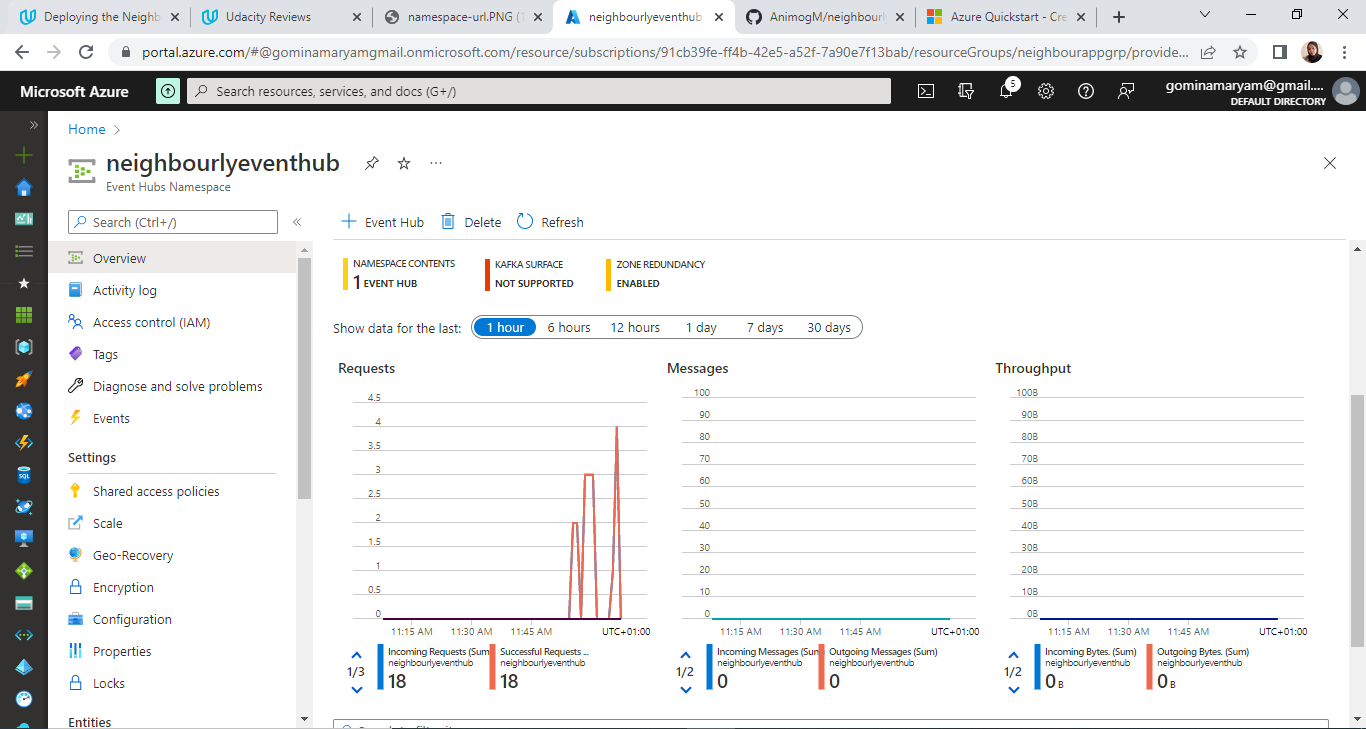 Deploying the Neighb
Udacity Reviews
namespace-url.PNG (1
neighbourlyeventhub
AnimogM/neighbourl
Azure Quickstart - Cre
portal.azure.com/#@gominamaryamgmail.onmicrosoft.com/resource/subscriptions/91cb39fe-ff4b-42e5-a52f-7a90e7f13bab/resourceGroups/neighbourappgrp/provide...
Microsoft Azure
Search resources, services, and docs (G+/)
5
gominamaryam@gmail....
DEFAULT DIRECTORY
Home
neighbourlyeventhub
Event Hubs Namespace
Search (Ctrl+/)
Event Hub
Delete
Refresh
Overview
Activity log
Access control (IAM)
Tags
Diagnose and solve problems
Events
Settings
Shared access policies
Scale
Geo-Recovery
Encryption
Configuration
Properties
Locks
Entities
SQL
NAMESPACE CONTENTS
1 EVENT HUB
KAFKA SURFACE
NOT SUPPORTED
ZONE REDUNDANCY
ENABLED
Show data for the last: 1 hour 6 hours 12 hours 1 day 7 days 30 days
Requests
4.5
4
3.5
3
2.5
2
1.5
1
0.5
0
11:15 AM 11:30 AM 11:45 AM UTC+01:00
1/3
Incoming Requests (Sum)
neighbourlyeventhub
18
Successful Requests ...
neighbourlyeventhub
18
Messages
100
90
80
70
60
50
40
30
20
10
0
11:15 AM 11:30 AM 11:45 AM UTC+01:00
1/2
Incoming Messages (Sum)
neighbourlyeventhub
0
Outgoing Messages (Sum)
neighbourlyeventhub
0
Throughput
100B
90B
80B
70B
60B
50B
40B
30B
20B
10B
0B
11:15 AM 11:30 AM 11:45 AM UTC+01:00
1/2
Incoming Bytes. (Sum)
neighbourlyeventhub
0 B
Outgoing Bytes. (Sum)
neighbourlyeventhub
0 B